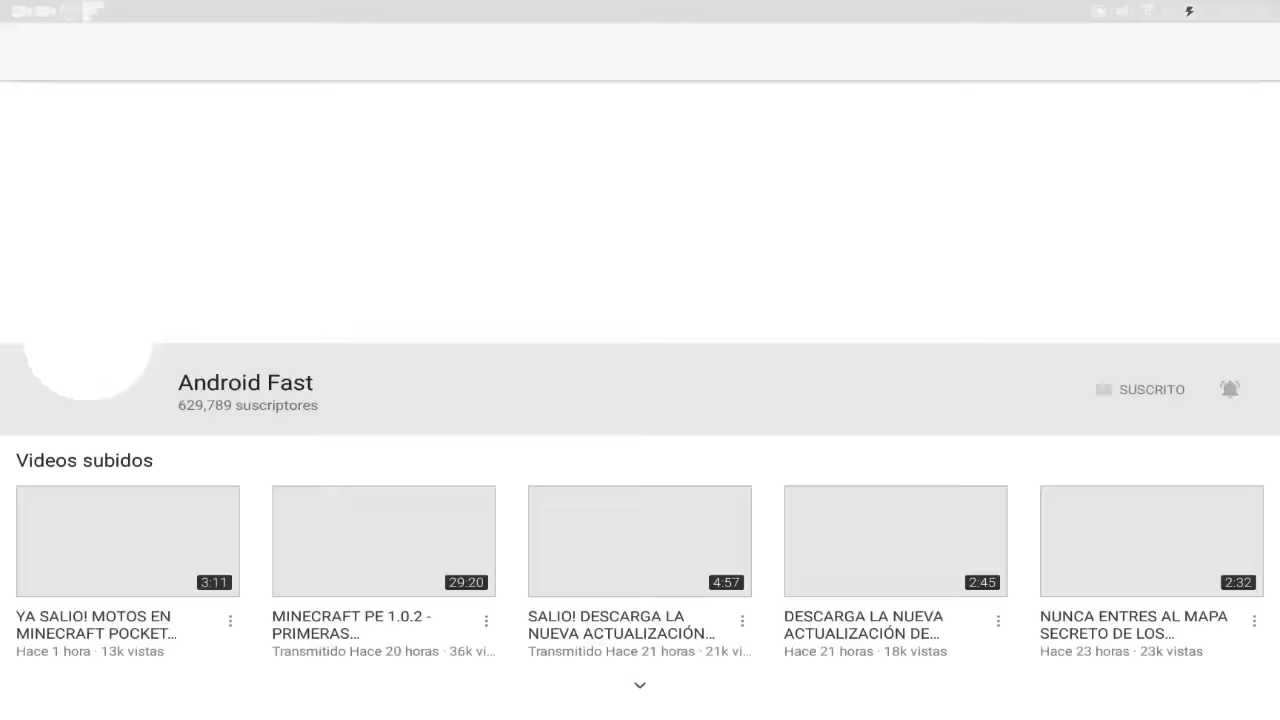 Android Fast
629,789 suscriptores
SUSCRITO
Videos subidos
3:11
29:20
4:57
2:45
2:32
YA SALIO! MOTOS EN
MINECRAFT POCKET...
Hace 1 hora · 13k vistas
MINECRAFT PE 1.0.2 -
PRIMERAS...
Transmitido Hace 20 horas · 36k vi...
SALIO! DESCARGA LA
NUEVA ACTUALIZACIÓN...
Transmitido Hace 21 horas · 21k vi...
DESCARGA LA NUEVA
ACTUALIZACIÓN DE...
Hace 21 horas · 18k vistas
NUNCA ENTRES AL MAPA
SECRETO DE LOS...
Hace 23 horas · 23k vistas